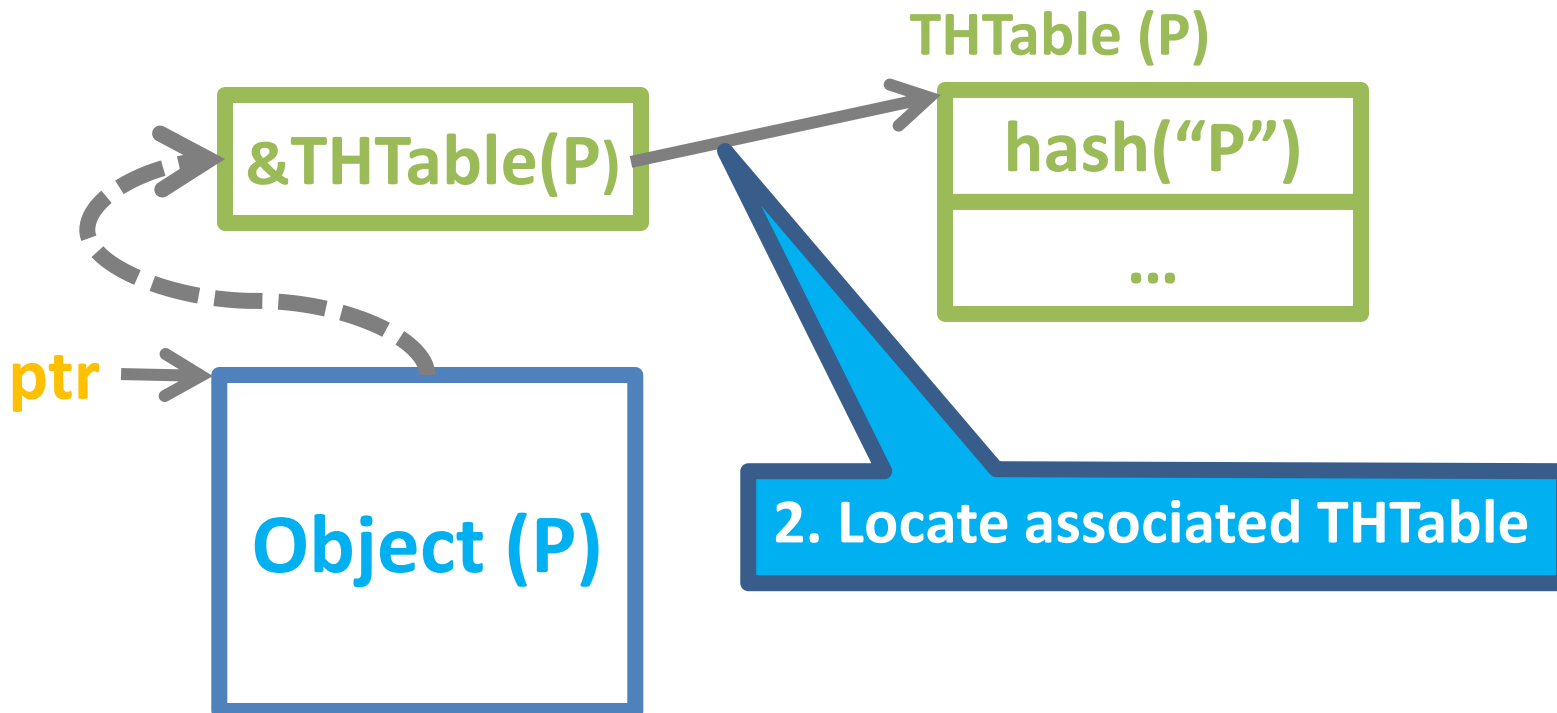 THTable (P)
&THTable(P)
hash(“P”)
...
ptr
Object (P)
2. Locate associated THTable